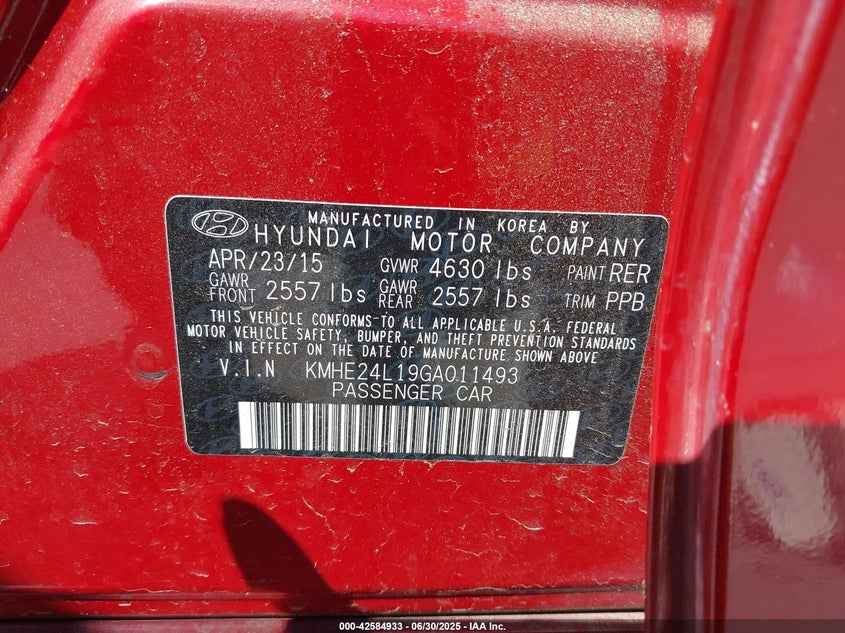 MANUFACTURED IN KOREA BY
HYUNDAI MOTOR COMPANY
APR/23/15 GVWR 4630 lbs PAINT RER
GAWR FRONT 2557 lbs GAWR REAR 2557 lbs TRIM PPB
THIS VEHICLE CONFORMS TO ALL APPLICABLE U.S.A. FEDERAL
MOTOR VEHICLE SAFETY, BUMPER, AND THEFT PREVENTION STANDARDS
IN EFFECT ON THE DATE OF MANUFACTURE SHOWN ABOVE
V.I.N KMHE24L19GA011493
PASSENGER CAR
000-42584933 - 06/30/2025 - IAA Inc.